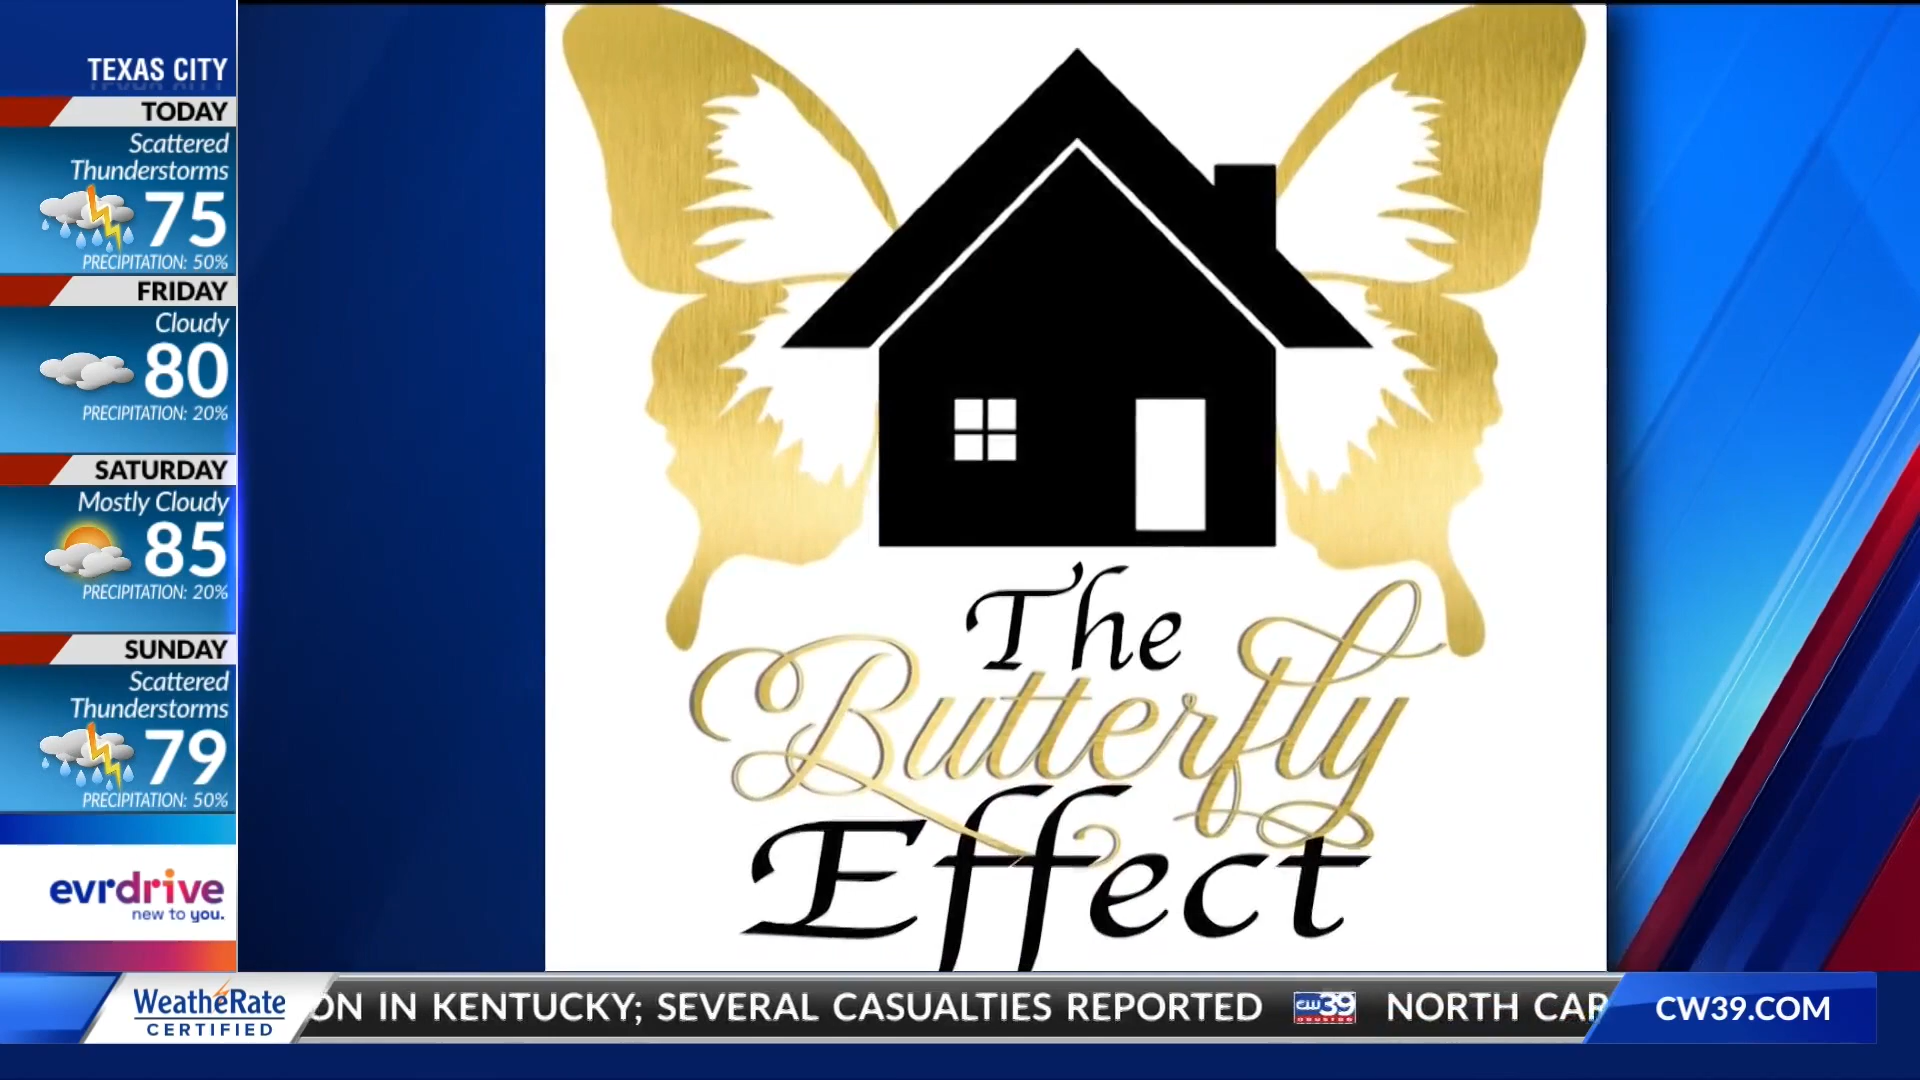 TEXAS CITY
TODAY
Scattered
Thunderstorms
75
PRECIPITATION: 50%
FRIDAY
Cloudy
80
PRECIPITATION: 20%
SATURDAY
Mostly Cloudy
85
PRECIPITATION: 20%
SUNDAY
Scattered
Thunderstorms
79
PRECIPITATION: 50%
evrdrive
new to you.
The
Butterfly
Effect
WeatheRate
CERTIFIED
ON IN KENTUCKY; SEVERAL CASUALTIES REPORTED CW39 HOUSTON NORTH CAR
CW39.COM